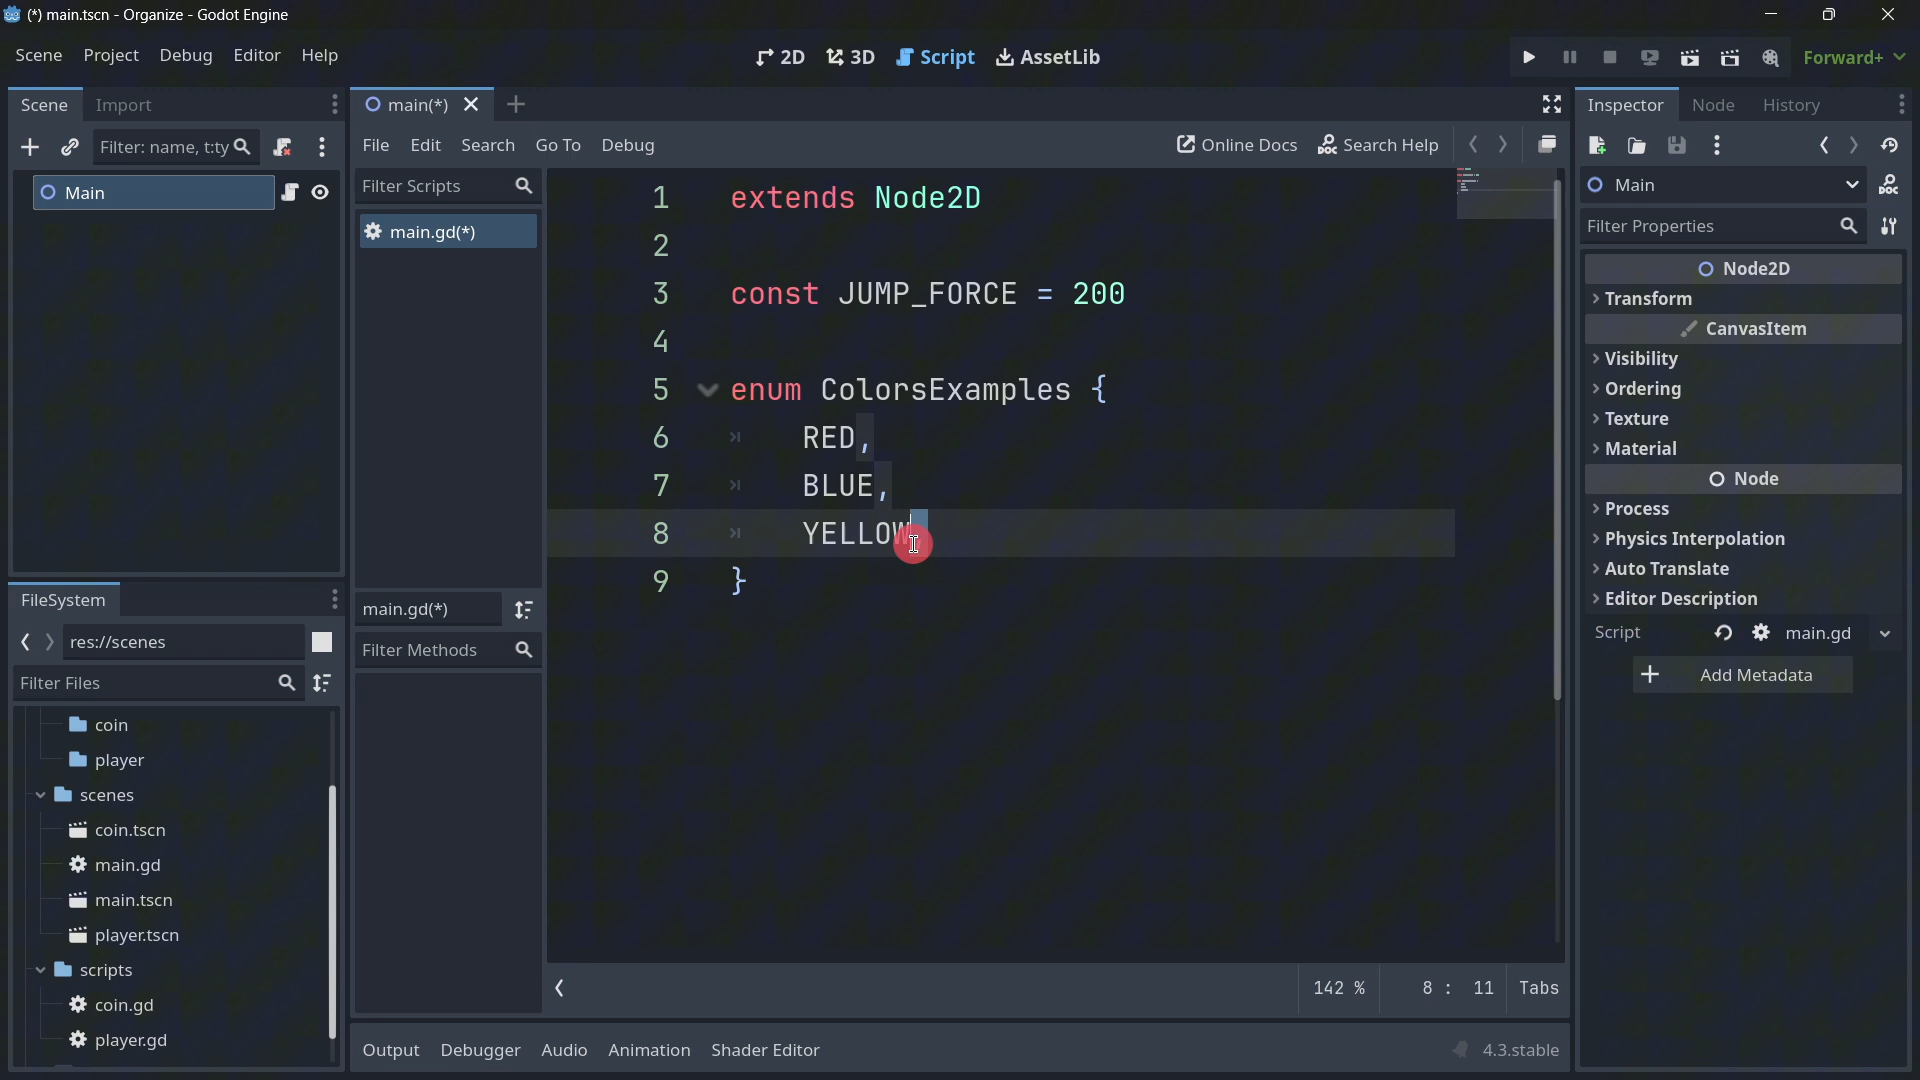 (*) main.tscn - Organize - Godot Engine
Scene Project Debug Editor Help
2D 3D Script AssetLib
Forward+
Scene Import
Filter: name, t:ty
Main
FileSystem
res://scenes
Filter Files
coin
player
scenes
coin.tscn
main.gd
main.tscn
player.tscn
scripts
coin.gd
player.gd
main(*)
File Edit Search Go To Debug
Online Docs Search Help
Filter Scripts
main.gd(*)
main.gd(*)
Filter Methods
1 extends Node2D
2
3 const JUMP_FORCE = 200
4
5 enum ColorsExamples {
6 RED,
7 BLUE,
8 YELLOW,
9 }
142 % 8 : 11 Tabs
Output Debugger Audio Animation Shader Editor
4.3.stable
Inspector Node History
Main
Filter Properties
Node2D
Transform
CanvasItem
Visibility
Ordering
Texture
Material
Node
Process
Physics Interpolation
Auto Translate
Editor Description
Script main.gd
Add Metadata